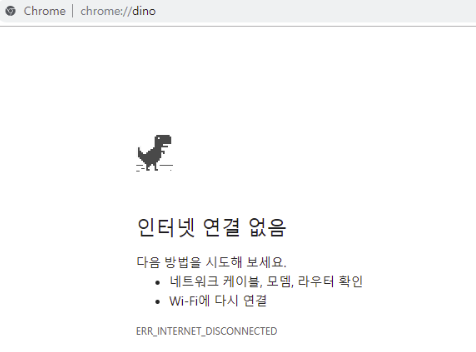 Chrome | chrome://dino
인터넷 연결 없음
다음 방법을 시도해 보세요.
• 네트워크 케이블, 모뎀, 라우터 확인
• Wi-Fi에 다시 연결
ERR_INTERNET_DISCONNECTED